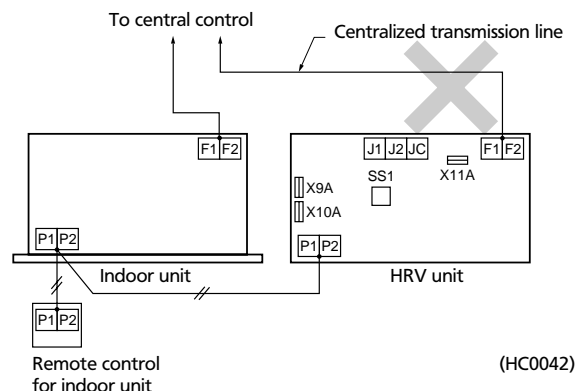 To central control
Centralized transmission line
F1 F2
J1 J2 JC
F1 F2
SS1
X11A
X9A
X10A
P1 P2
P1 P2
Indoor unit
HRV unit
P1 P2
Remote control
for indoor unit
(HC0042)